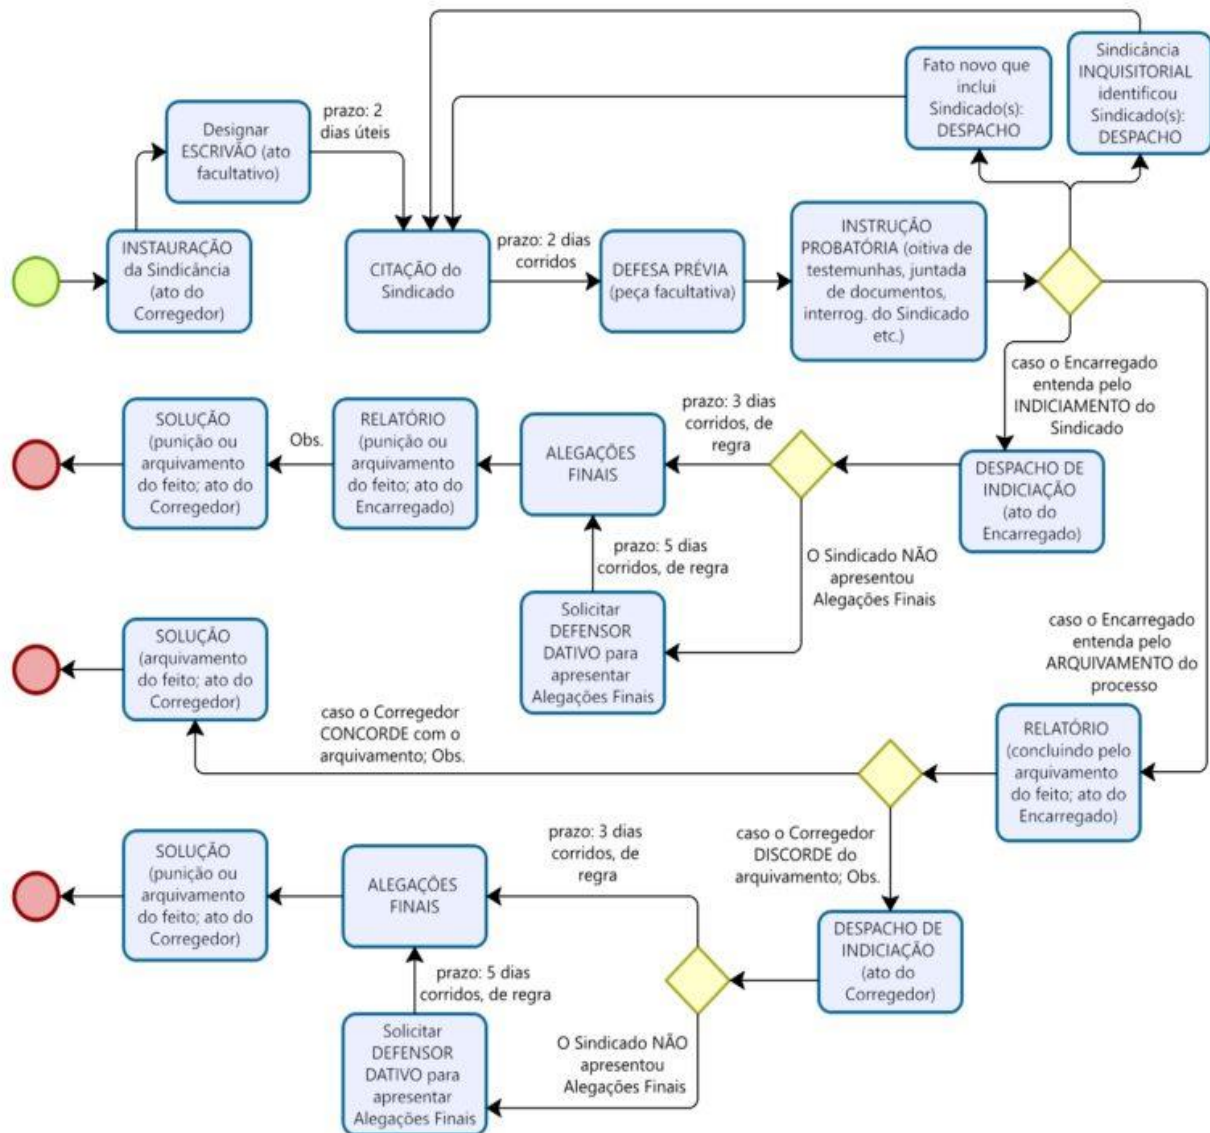 Sindicância
INQUISITORIAL
identificou
Sindicado(s):
DESPACHO
Fato novo que
inclui
Sindicado(s):
DESPACHO
Designar
ESCRIVÃO (ato
facultativo)
prazo: 2
dias úteis
INSTAURAÇÃO
da Sindicância
(ato do
Corregedor)
CITAÇÃO do
Sindicado
prazo: 2 dias
corridos
DEFESA PRÉVIA
(peça facultativa)
INSTRUÇÃO
PROBATÓRIA (oitiva de
testemunhas, juntada
de documentos,
interrog. do Sindicado
etc.)
caso o Encarregado
entenda pelo
INDICIAMENTO do
Sindicado
DESPACHO DE
INDICIAÇÃO
(ato do
Encarregado)
prazo: 3 dias
corridos, de
regra
ALEGAÇÕES
FINAIS
RELATÓRIO
(punição ou
arquivamento
do feito; ato do
Encarregado)
Obs.
SOLUÇÃO
(punição ou
arquivamento
do feito; ato do
Corregedor)
prazo: 5 dias
corridos, de regra
O Sindicado NÃO
apresentou
Alegações Finais
Solicitar
DEFENSOR
DATIVO para
apresentar
Alegações Finais
caso o Encarregado
entenda pelo
ARQUIVAMENTO do
processo
SOLUÇÃO
(arquivamento
do feito; ato do
Corregedor)
caso o Corregedor
CONCORDE com o
arquivamento; Obs.
RELATÓRIO
(concluindo pelo
arquivamento
do feito; ato do
Encarregado)
caso o Corregedor
DISCORDE do
arquivamento; Obs.
DESPACHO DE
INDICIAÇÃO
(ato do
Corregedor)
prazo: 3 dias
corridos, de
regra
ALEGAÇÕES
FINAIS
SOLUÇÃO
(punição ou
arquivamento
do feito; ato do
Corregedor)
prazo: 5 dias
corridos, de regra
O Sindicado NÃO
apresentou
Alegações Finais
Solicitar
DEFENSOR
DATIVO para
apresentar
Alegações Finais